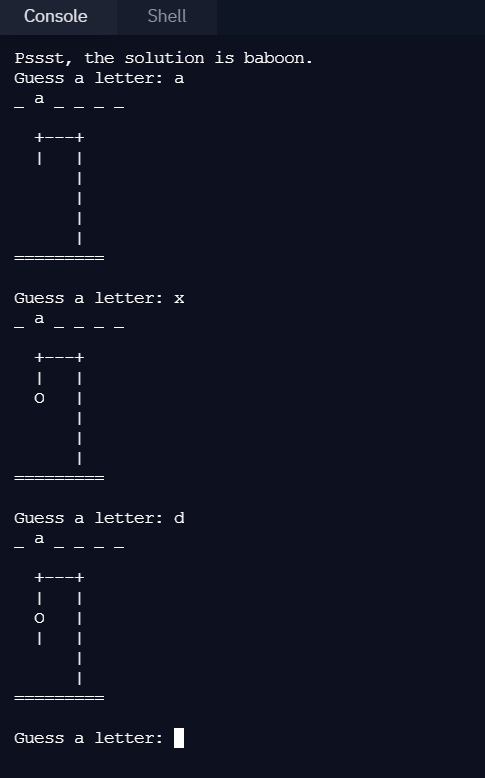 Console Shell
Pssst, the solution is baboon.
Guess a letter: a
_ a _ _ _ _
  +---+
  |   |
      |
      |
      |
      |
=========
Guess a letter: x
_ a _ _ _ _
  +---+
  |   |
  O   |
      |
      |
      |
=========
Guess a letter: d
_ a _ _ _ _
  +---+
  |   |
  O   |
  |   |
      |
      |
=========
Guess a letter: